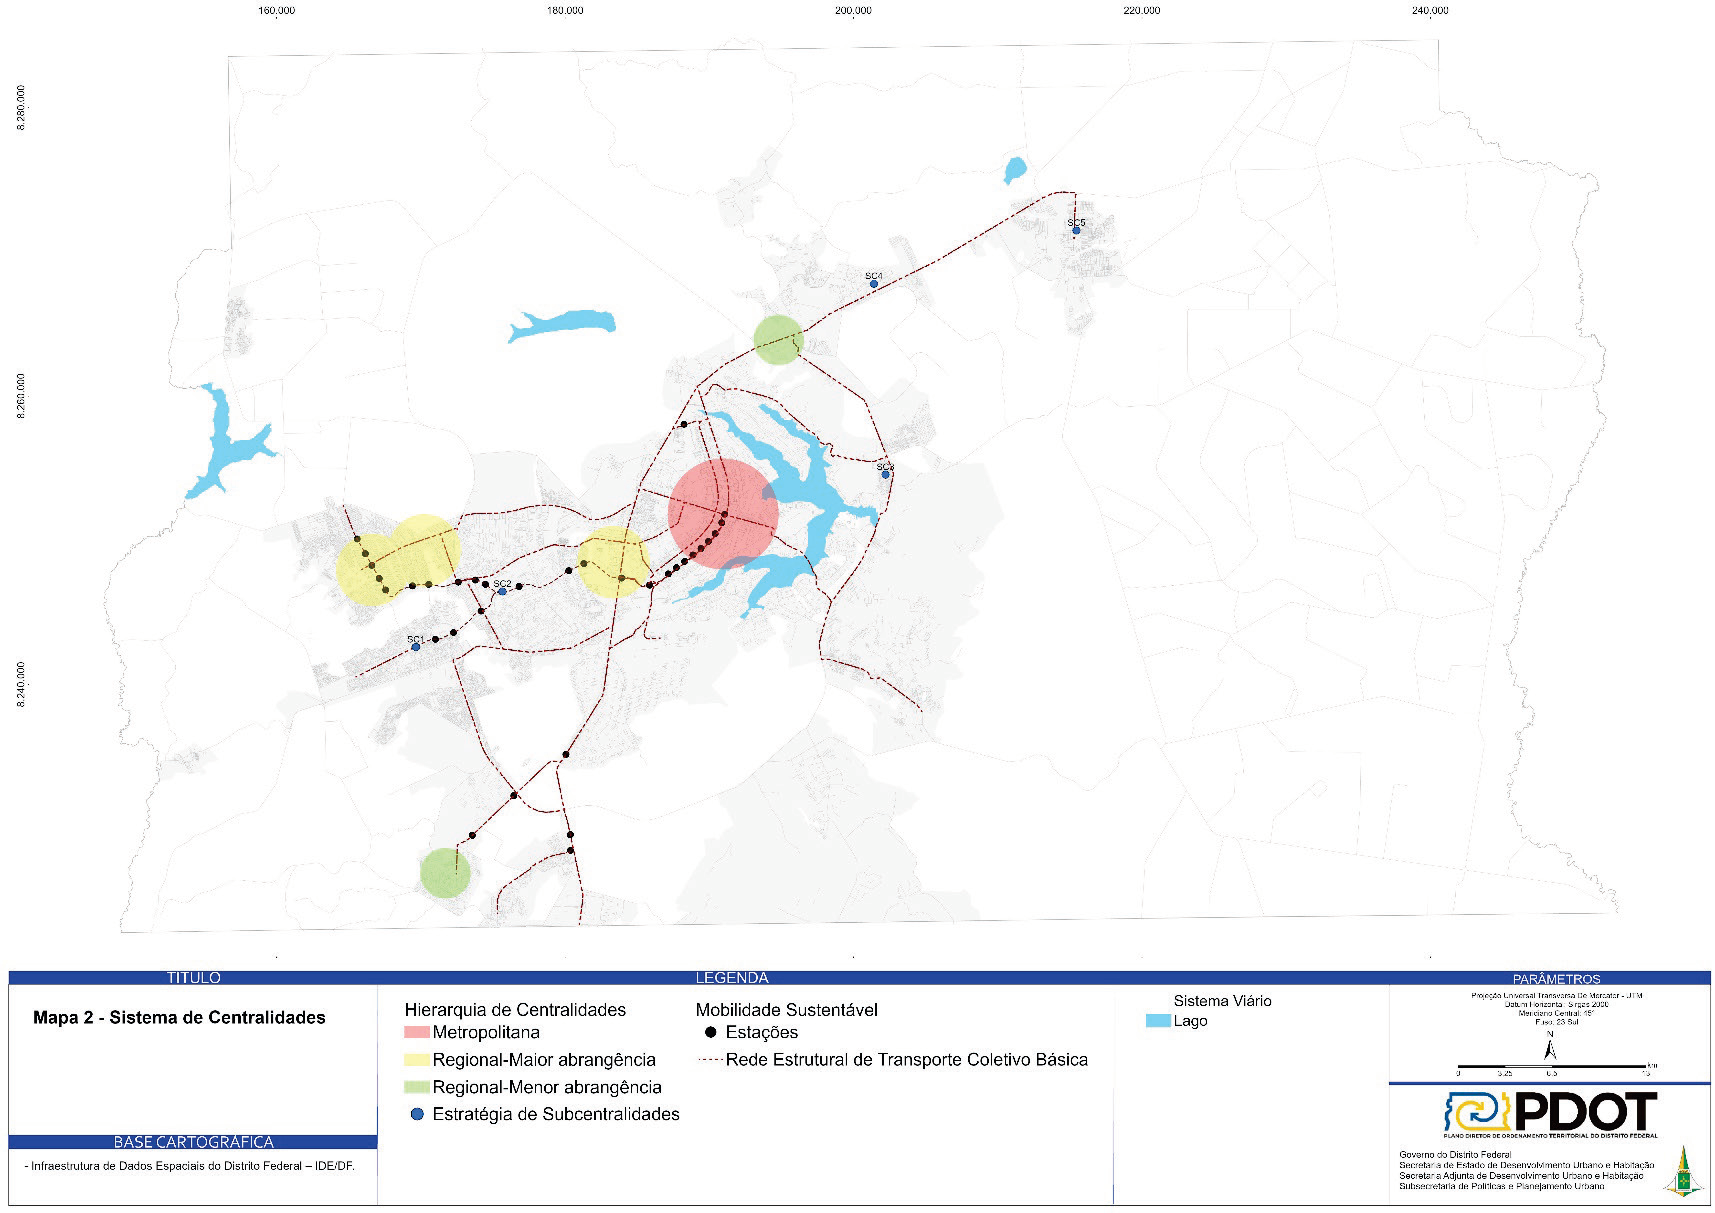 160.000
180.000
200.000
220.000
240.000
8.280.000
8.260.000
8.240.000
SC5
SC4
SC3
SC2
SC1
TÍTULO
LEGENDA
PARÂMETROS
Mapa 2 - Sistema de Centralidades
BASE CARTOGRÁFICA
- Infraestrutura de Dados Espaciais do Distrito Federal – IDE/DF.
Hierarquia de Centralidades
Metropolitana
Regional-Maior abrangência
Regional-Menor abrangência
Estratégia de Subcentralidades
Mobilidade Sustentável
Estações
Rede Estrutural de Transporte Coletivo Básica
Sistema Viário
Lago
Projeção Universal Transversa De Mercator - UTM
Datum Horizontal: Sirgas 2000
Meridiano Central: 45°
Fuso: 23 Sul
N
0 3.25 6.5 13 km
PDOT
PLANO DIRETOR DE ORDENAMENTO TERRITORIAL DO DISTRITO FEDERAL
Governo do Distrito Federal
Secretaria de Estado de Desenvolvimento Urbano e Habitação
Secretaria Adjunta de Desenvolvimento Urbano e Habitação
Subsecretaria de Políticas e Planejamento Urbano